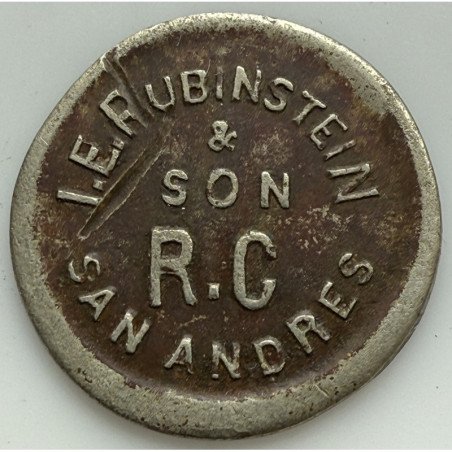 I.E. RUBINSTEIN
&
SON
R.C
SAN ANDRES